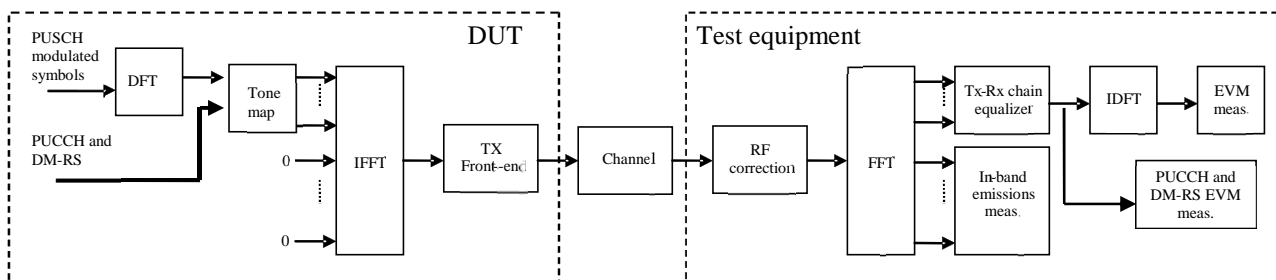 DUT
Test equipment
PUSCH
modulated
symbols
DFT
Tone
map
PUCCH and
DM-RS
0
0
IFFT
TX
Front--end
Channel
RF
correction
FFT
Tx-Rx chain
equalizer
IDFT
EVM
meas.
In-band
emissions
meas.
PUCCH and
DM-RS EVM
meas.